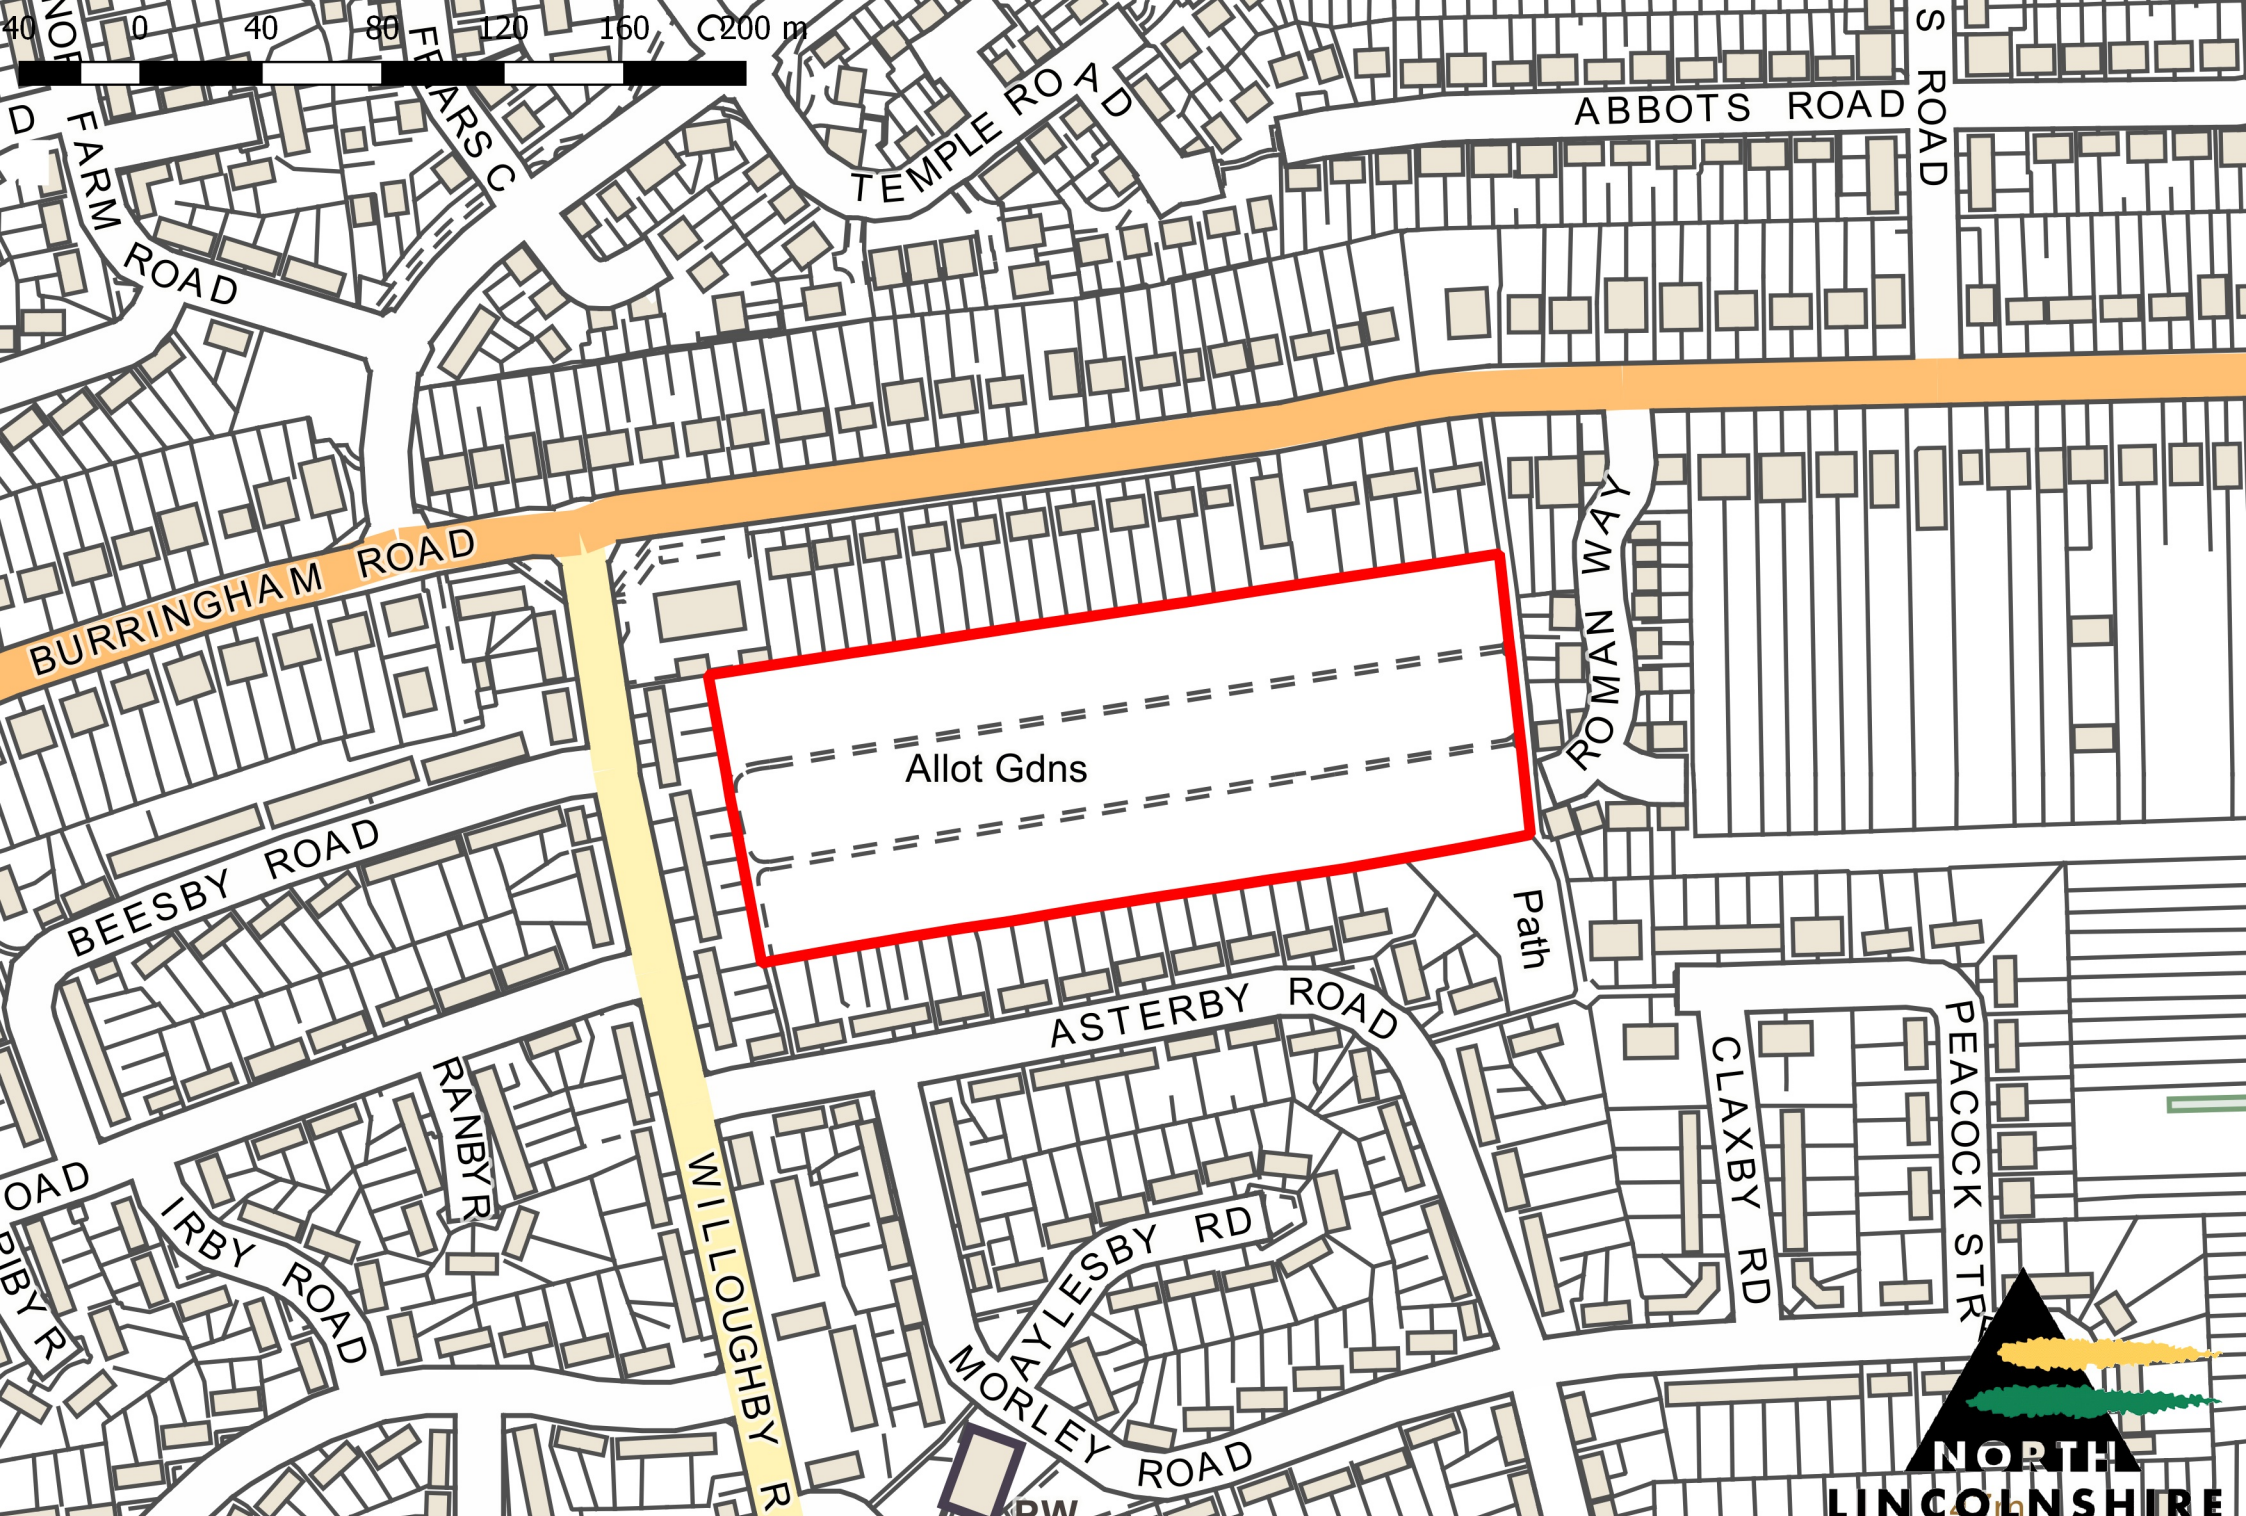 40 0 40 80 120 160 200 m
FARM ROAD
TEMPLE ROAD
ABBOTS ROAD
S ROAD
BURRINGHAM ROAD
ROMAN WAY
Allot Gdns
BEESBY ROAD
Path
ASTERBY ROAD
RANBY R
CLAXBY RD
PEACOCK STR
OAD
IRBY ROAD
WILLOUGHBY R
AYLESBY RD
MORLEY ROAD
NORTH
LINCOLNSHIRE